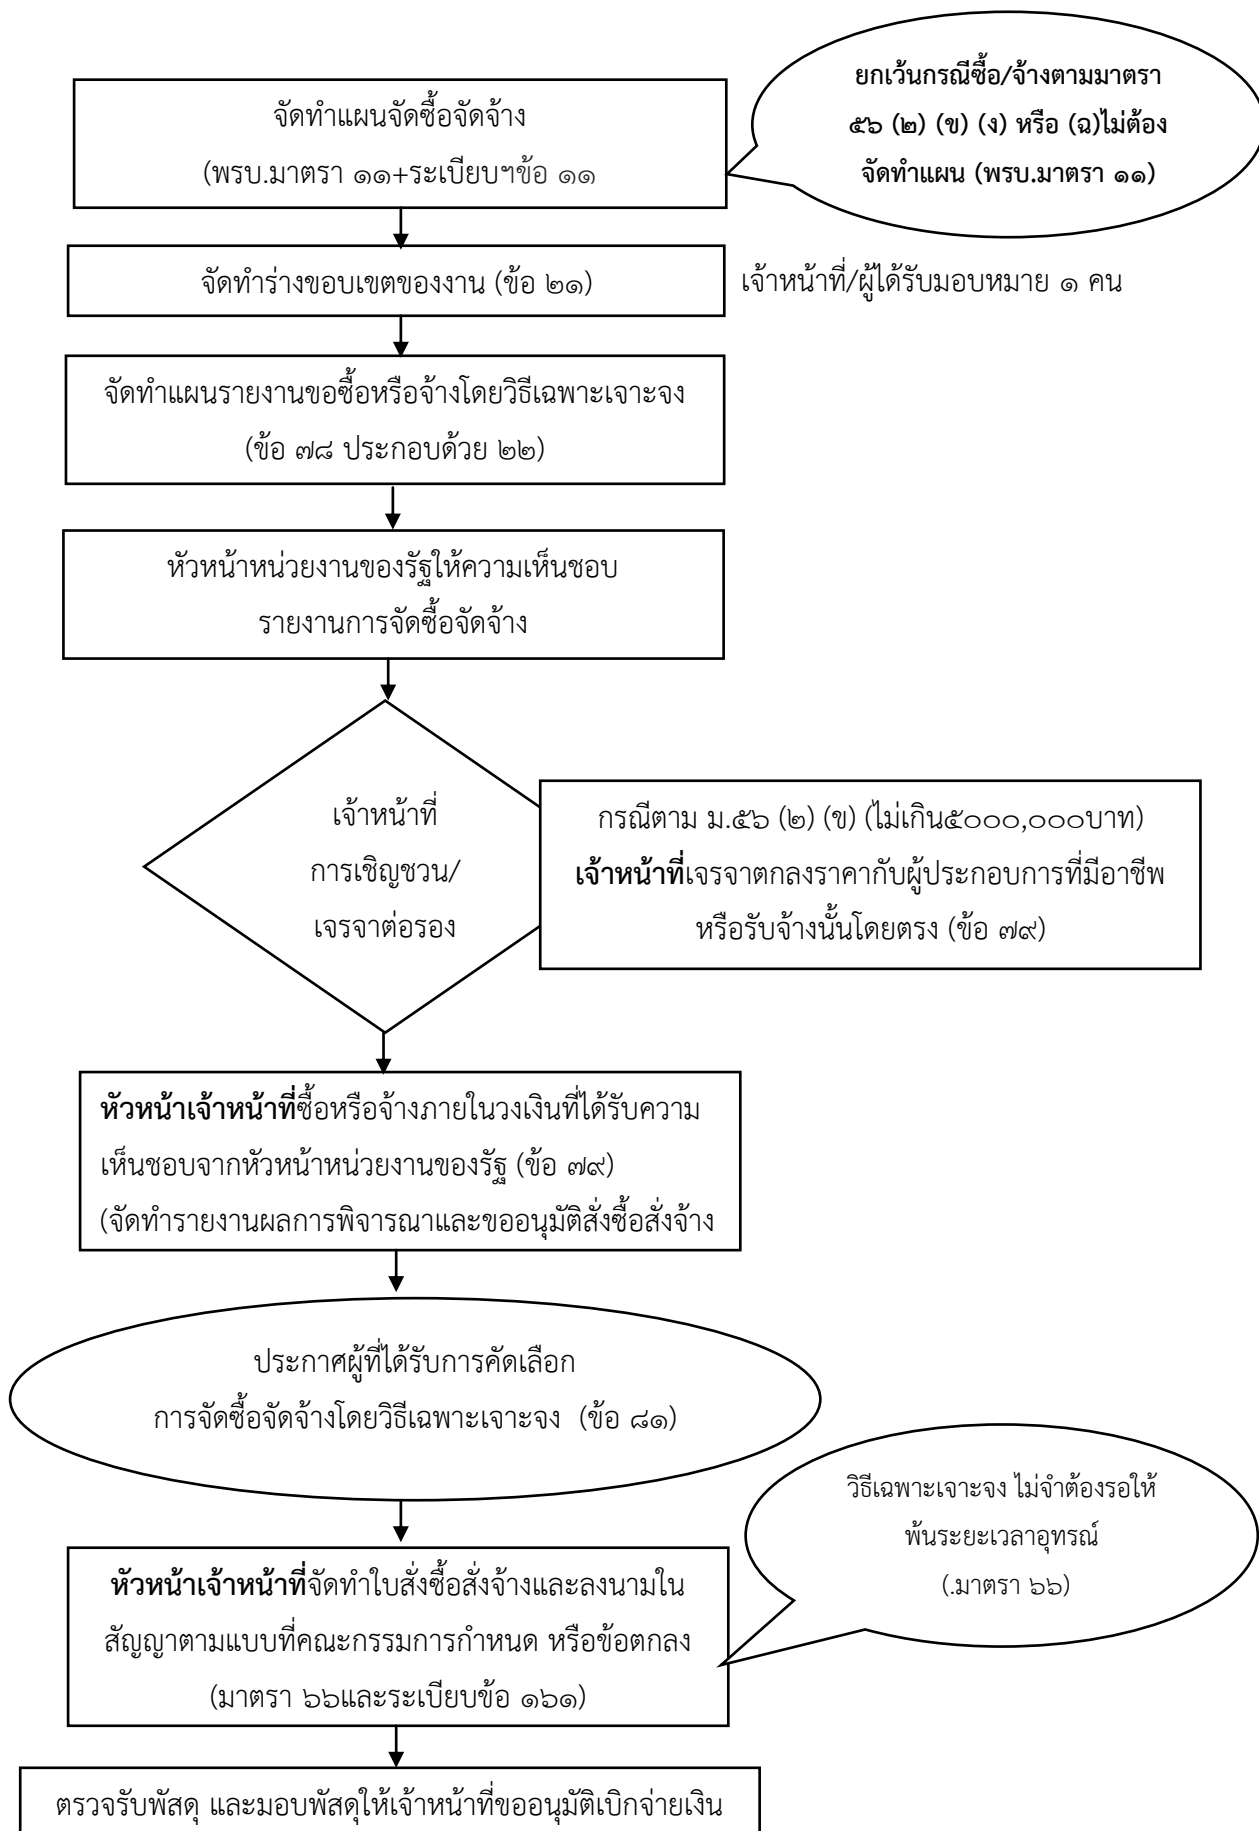 ยกเว้นกรณีซื้อ/จ้างตามมาตรา
๕๖ (๒) (ข) (ง) หรือ (ฉ)ไม่ต้อง
จัดทำแผน (พรบ.มาตรา ๑๑)
จัดทำแผนจัดซื้อจัดจ้าง
(พรบ.มาตรา ๑๑+ระเบียบฯข้อ ๑๑
จัดทำร่างขอบเขตของงาน (ข้อ ๒๑)
เจ้าหน้าที่/ผู้ได้รับมอบหมาย ๑ คน
จัดทำแผนรายงานขอซื้อหรือจ้างโดยวิธีเฉพาะเจาะจง
(ข้อ ๗๘ ประกอบด้วย ๒๒)
หัวหน้าหน่วยงานของรัฐให้ความเห็นชอบ
รายงานการจัดซื้อจัดจ้าง
เจ้าหน้าที่
การเชิญชวน/
เจรจาต่อรอง
กรณีตาม ม.๕๖ (๒) (ข) (ไม่เกิน๕๐๐๐,๐๐๐บาท)
เจ้าหน้าที่เจรจาตกลงราคากับผู้ประกอบการที่มีอาชีพ
หรือรับจ้างนั้นโดยตรง (ข้อ ๗๙)
หัวหน้าเจ้าหน้าที่ซื้อหรือจ้างภายในวงเงินที่ได้รับความ
เห็นชอบจากหัวหน้าหน่วยงานของรัฐ (ข้อ ๗๙)
(จัดทำรายงานผลการพิจารณาและขออนุมัติสั่งซื้อสั่งจ้าง
ประกาศผู้ที่ได้รับการคัดเลือก
การจัดซื้อจัดจ้างโดยวิธีเฉพาะเจาะจง (ข้อ ๘๑)
วิธีเฉพาะเจาะจง ไม่จำต้องรอให้
พ้นระยะเวลาอุทรณ์
(.มาตรา ๖๖)
หัวหน้าเจ้าหน้าที่จัดทำใบสั่งซื้อสั่งจ้างและลงนามใน
สัญญาตามแบบที่คณะกรรมการกำหนด หรือข้อตกลง
(มาตรา ๖๖และระเบียบข้อ ๑๖๑)
ตรวจรับพัสดุ และมอบพัสดุให้เจ้าหน้าที่ขออนุมัติเบิกจ่ายเงิน